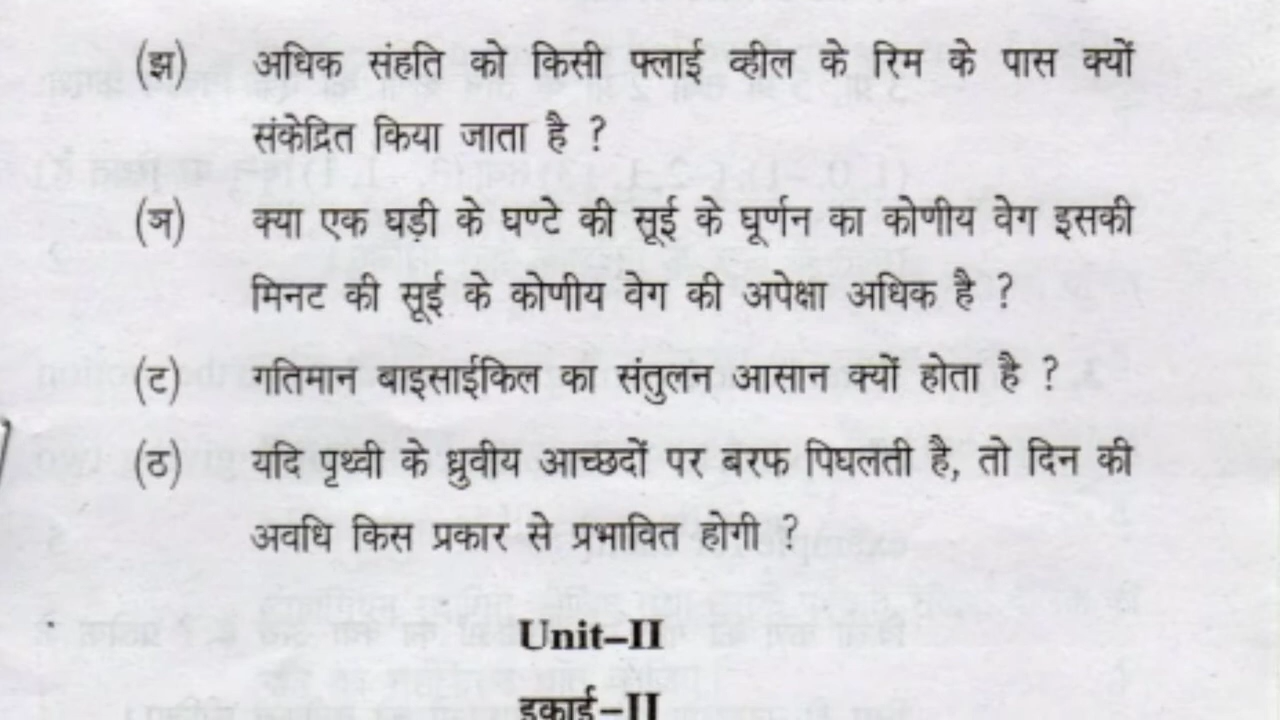 (झ) अधिक संहति को किसी फ्लाई व्हील के रिम के पास क्यों
संकेद्रित किया जाता है ?
(ञ) क्या एक घड़ी के घण्टे की सूई के घूर्णन का कोणीय वेग इसकी
मिनट की सूई के कोणीय वेग की अपेक्षा अधिक है ?
(ट) गतिमान बाइसाईकिल का संतुलन आसान क्यों होता है ?
(ठ) यदि पृथ्वी के ध्रुवीय आच्छदों पर बरफ पिघलती है, तो दिन की
अवधि किस प्रकार से प्रभावित होगी ?
Unit–II
इकाई–II